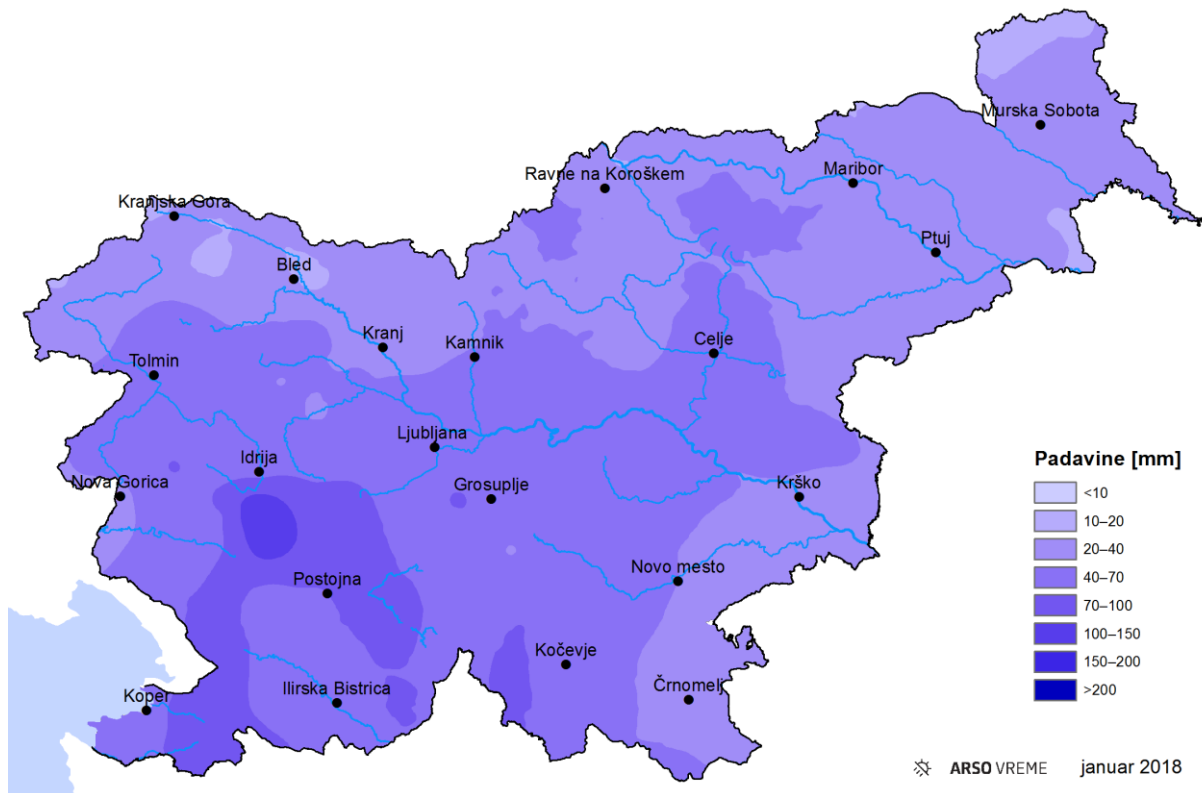 Murska Sobota
Ravne na Koroškem
Maribor
Kranjska Gora
Ptuj
Bled
Kranj
Kamnik
Celje
Tolmin
Ljubljana
Idrija
Nova Gorica
Grosuplje
Krško
Novo mesto
Postojna
Kočevje
Koper
Ilirska Bistrica
Črnomelj
Padavine [mm]
<10
10–20
20–40
40–70
70–100
100–150
150–200
>200
ARSO VREME januar 2018